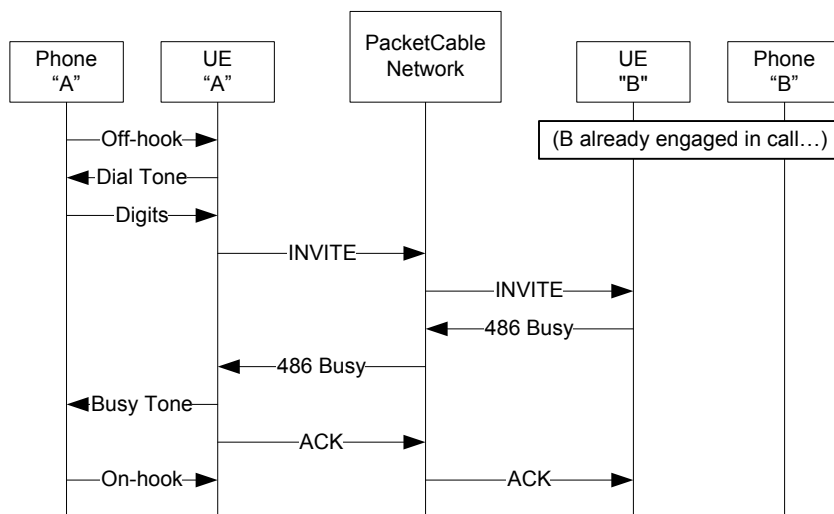 Phone
“A”
UE
“A”
PacketCable
Network
UE
"B"
Phone
“B”
(B already engaged in call…)
Off-hook
Dial Tone
Digits
INVITE
INVITE
486 Busy
486 Busy
Busy Tone
ACK
On-hook
ACK